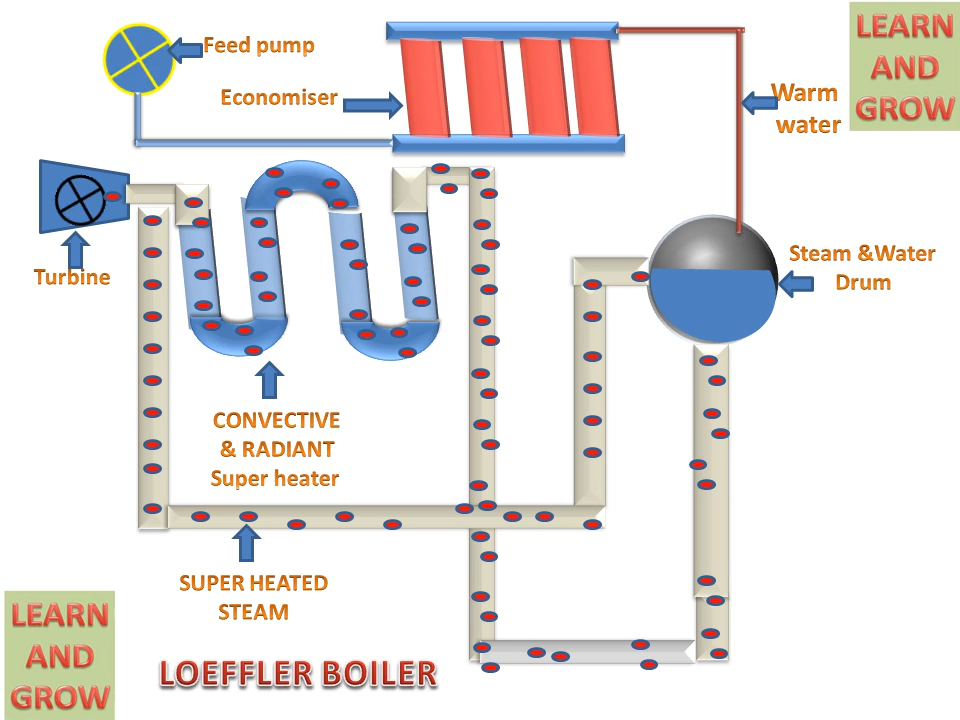 LEARN
AND
GROW
Feed pump
Economiser
Warm
water
Steam &Water
Drum
Turbine
CONVECTIVE
& RADIANT
Super heater
SUPER HEATED
STEAM
LEARN
AND
GROW
LOEFFLER BOILER